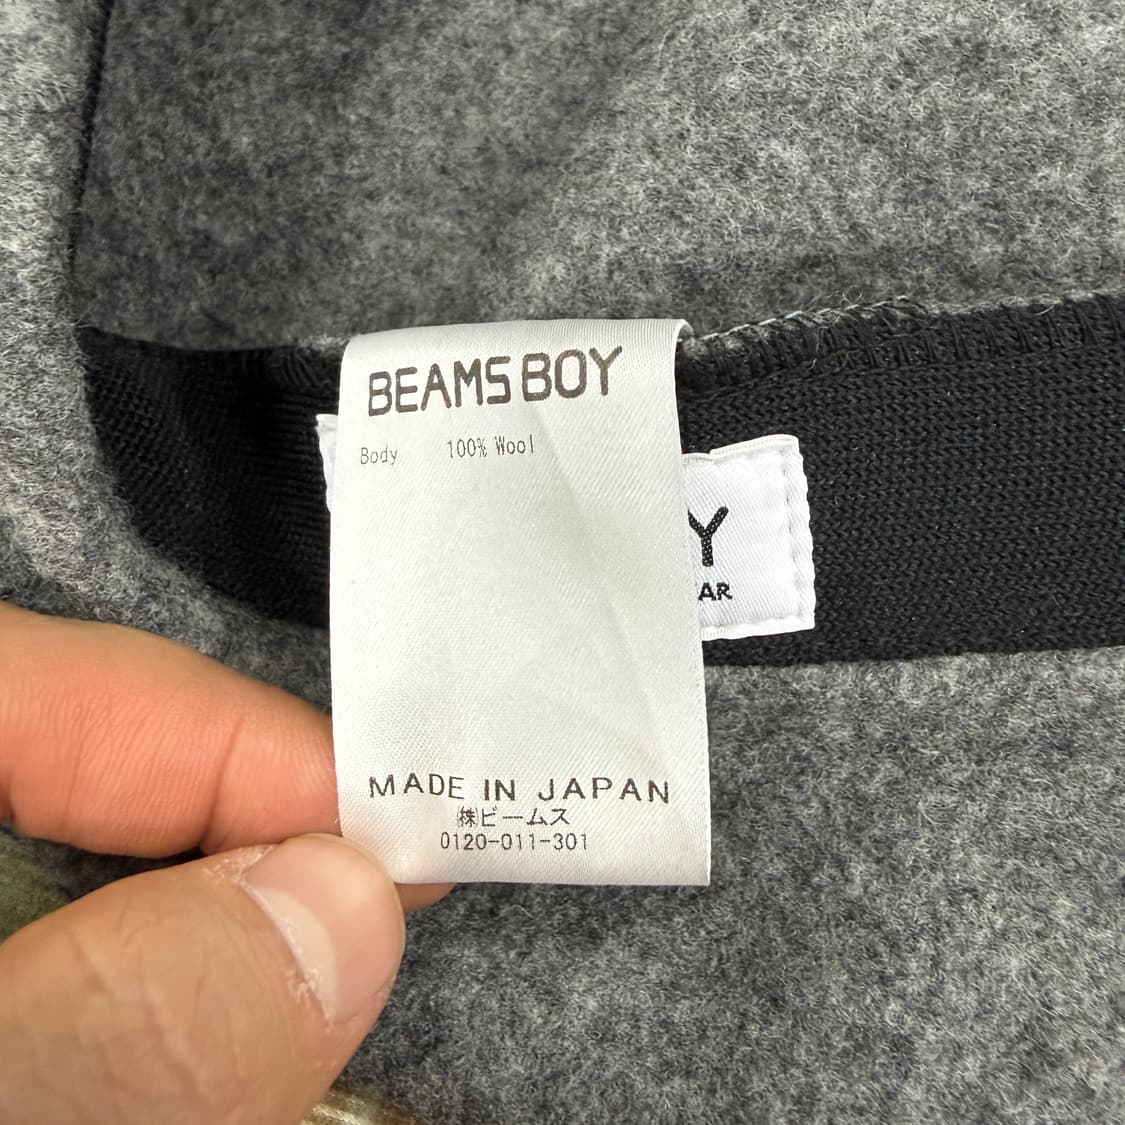 BEAMS BOY
Body 100% Wool
Y
AR
MADE IN JAPAN
㈱ビームス
0120-011-301